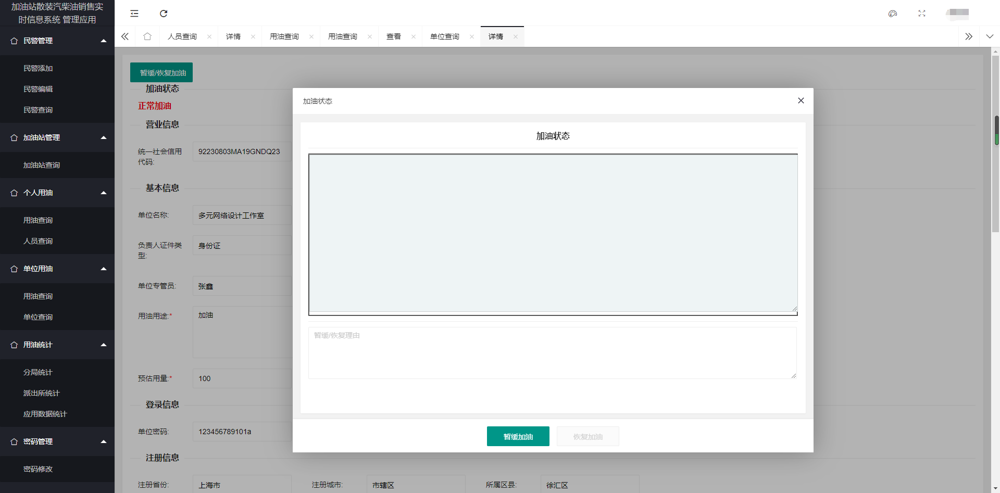 加油站散装汽柴油销售实
时信息系统 管理应用
民警管理
民警添加
民警编辑
民警查询
加油站管理
加油站查询
个人用油
用油查询
人员查询
单位用油
用油查询
单位查询
用油统计
分局统计
派出所统计
应用数据统计
密码管理
密码修改
人员查询
详情
用油查询
用油查询
查看
单位查询
详情
暂缓/恢复加油
加油状态
正常加油
营业信息
统一社会信用
代码:
92230803MA19GNDQ23
基本信息
单位名称:
多元网络设计工作室
负责人证件类
型:
身份证
单位专管员:
张鑫
用油用途:*
加油
预估用量:*
100
登录信息
单位密码:
123456789101a
注册信息
注册省份:
上海市
注册城市:
市辖区
所属区县:
徐汇区
加油状态
加油状态
暂缓/恢复理由
暂缓加油
恢复加油